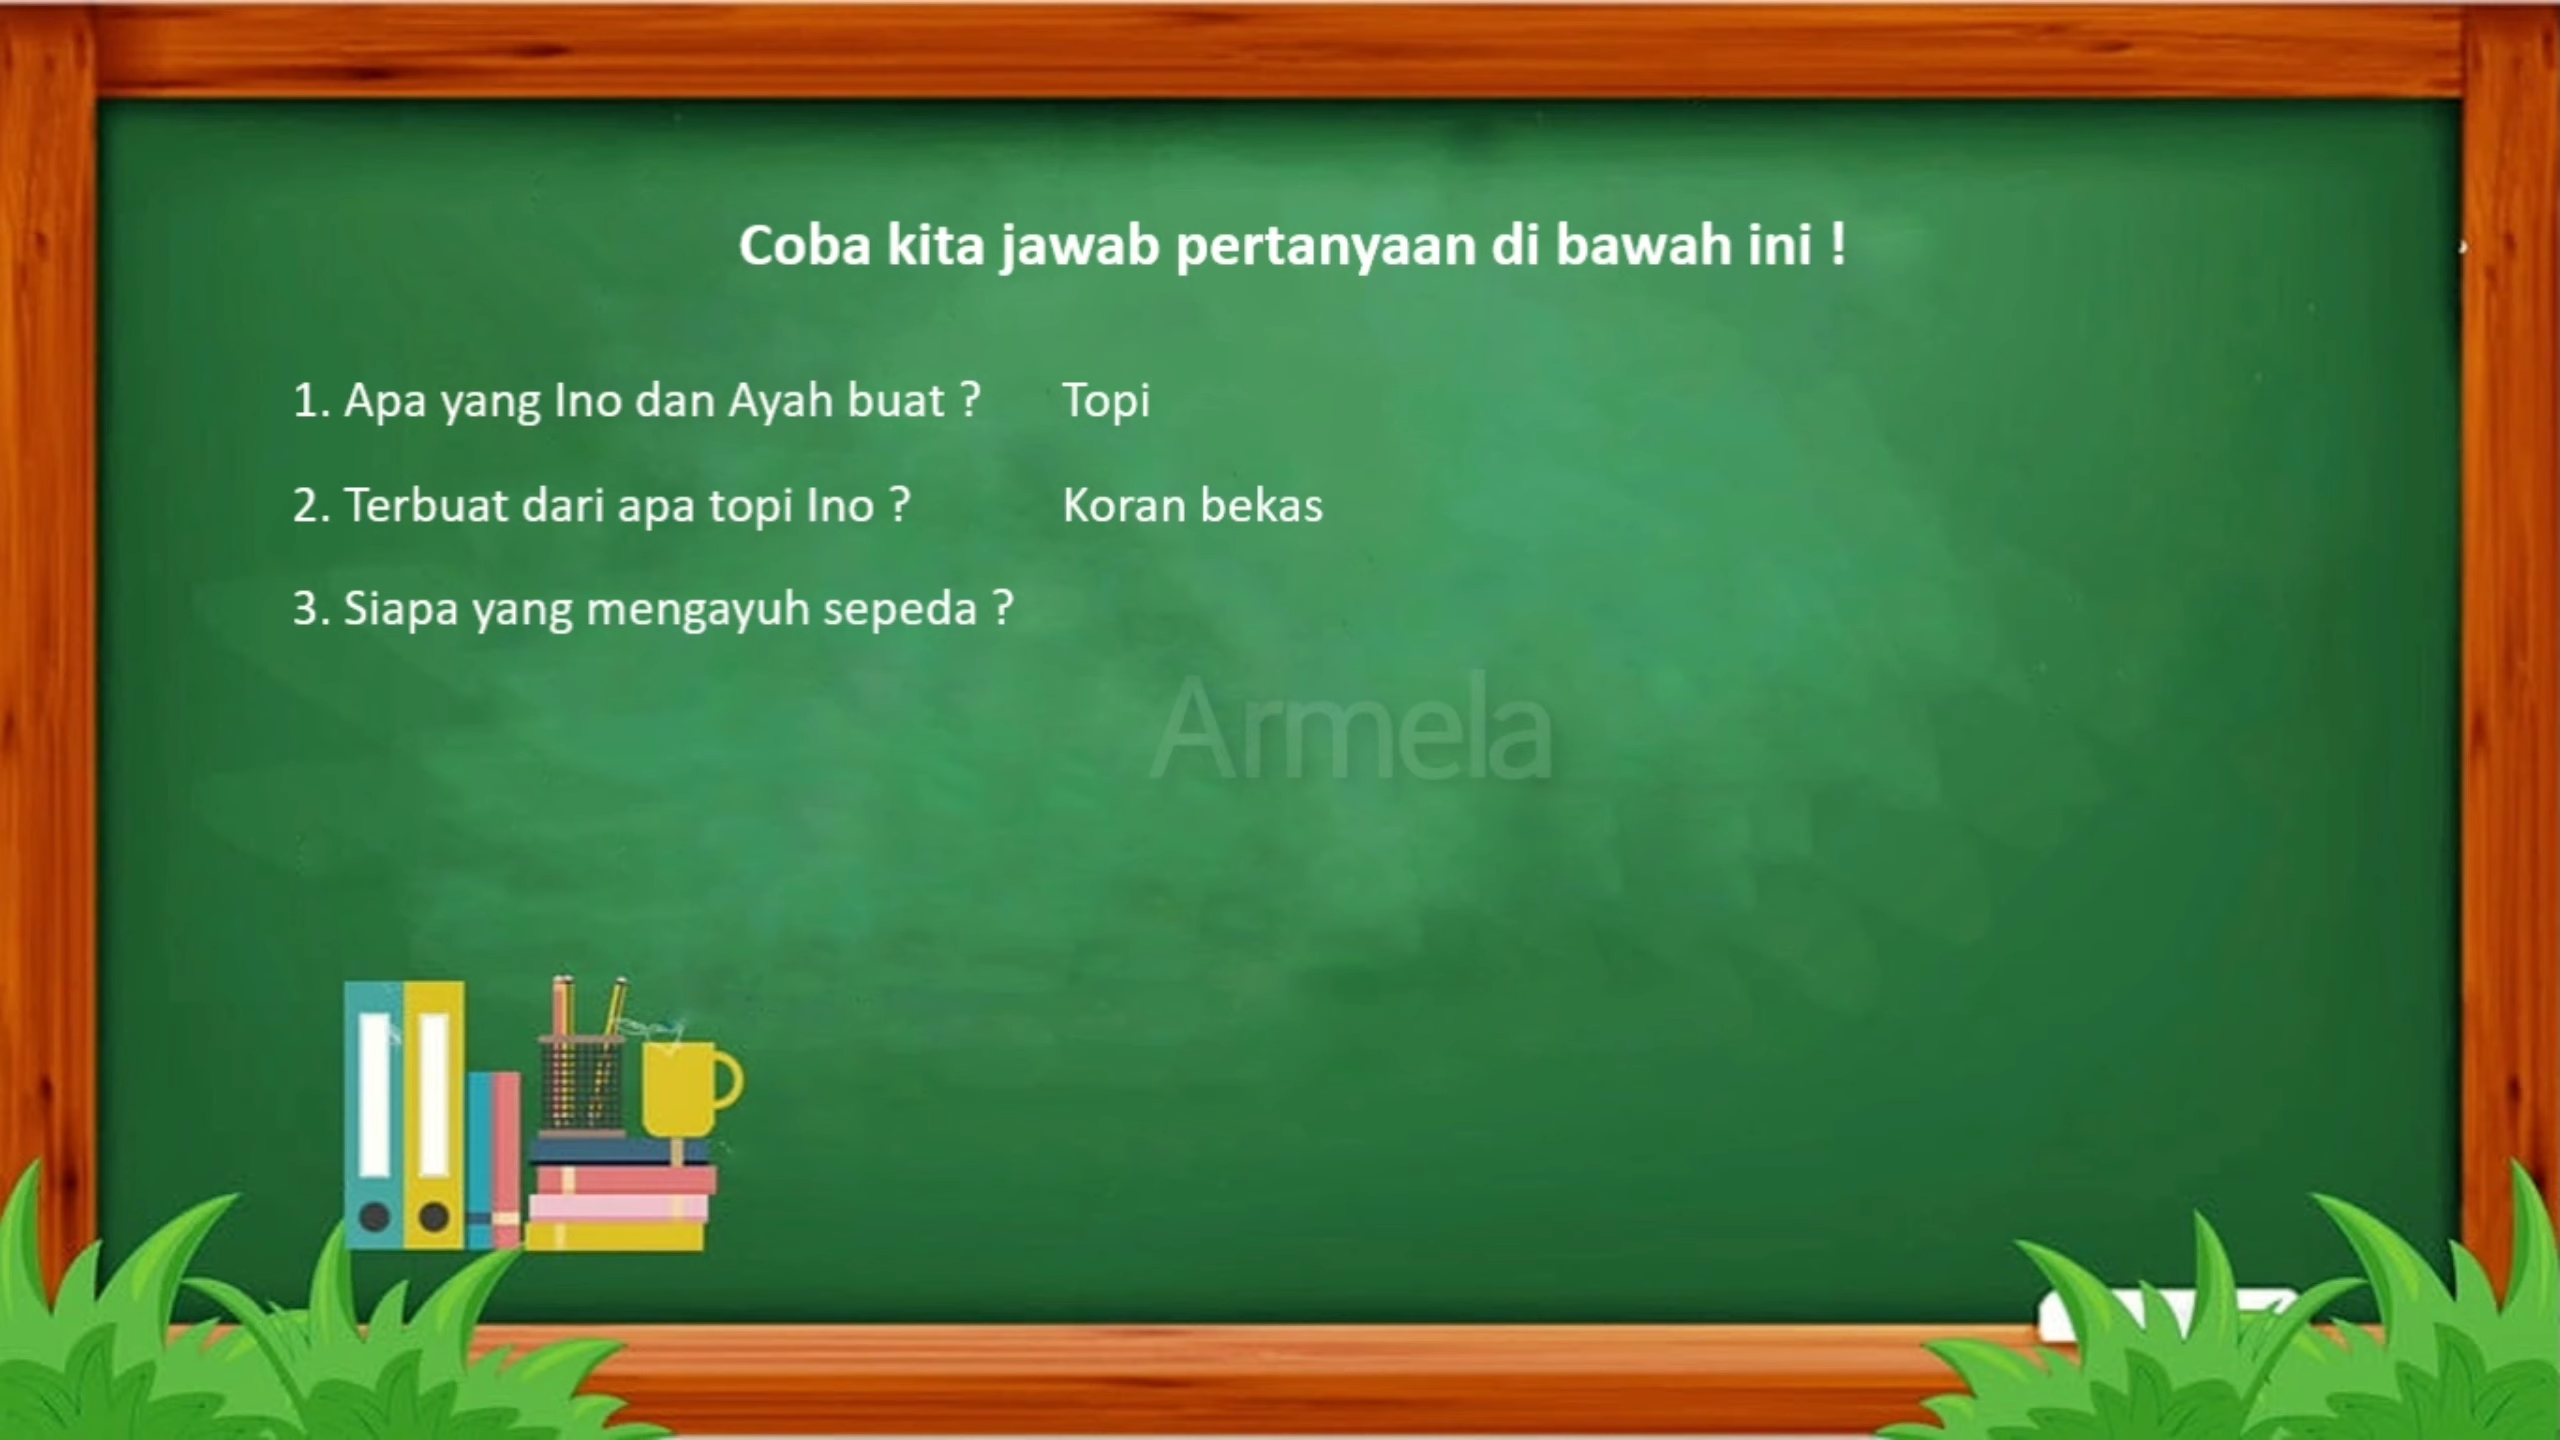 Coba kita jawab pertanyaan di bawah ini !
1. Apa yang Ino dan Ayah buat ? Topi
2. Terbuat dari apa topi Ino ? Koran bekas
3. Siapa yang mengayuh sepeda ?
Armela